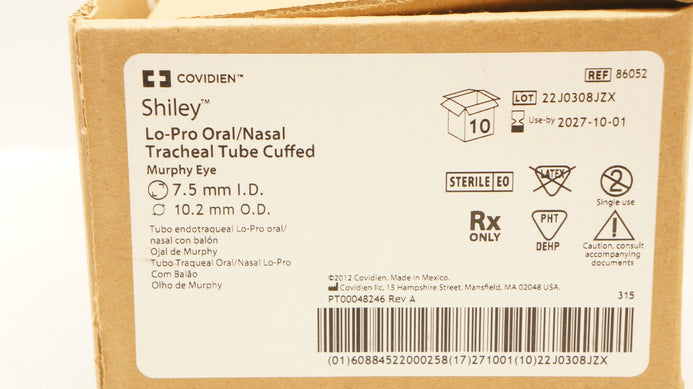 COVIDIEN™
Shiley™
Lo-Pro Oral/Nasal
Tracheal Tube Cuffed
Murphy Eye
7.5 mm I.D.
10.2 mm O.D.
Tubo endotraqueal Lo-Pro oral/
nasal con balón
Ojal de Murphy
Tubo Traqueal Oral/Nasal Lo-Pro
Com Balão
Olho de Murphy
REF 86052
10
LOT 22J0308JZX
Use-by 2027-10-01
STERILE EO
LATEX
2
Single use
Rx
ONLY
PHT
DEHP
Caution, consult
accompanying
documents
©2012 Covidien. Made in Mexico.
Covidien llc, 15 Hampshire Street, Mansfield, MA 02048 USA.
PT00048246 Rev A
315
(01)60884522000258(17)271001(10)22J0308JZX